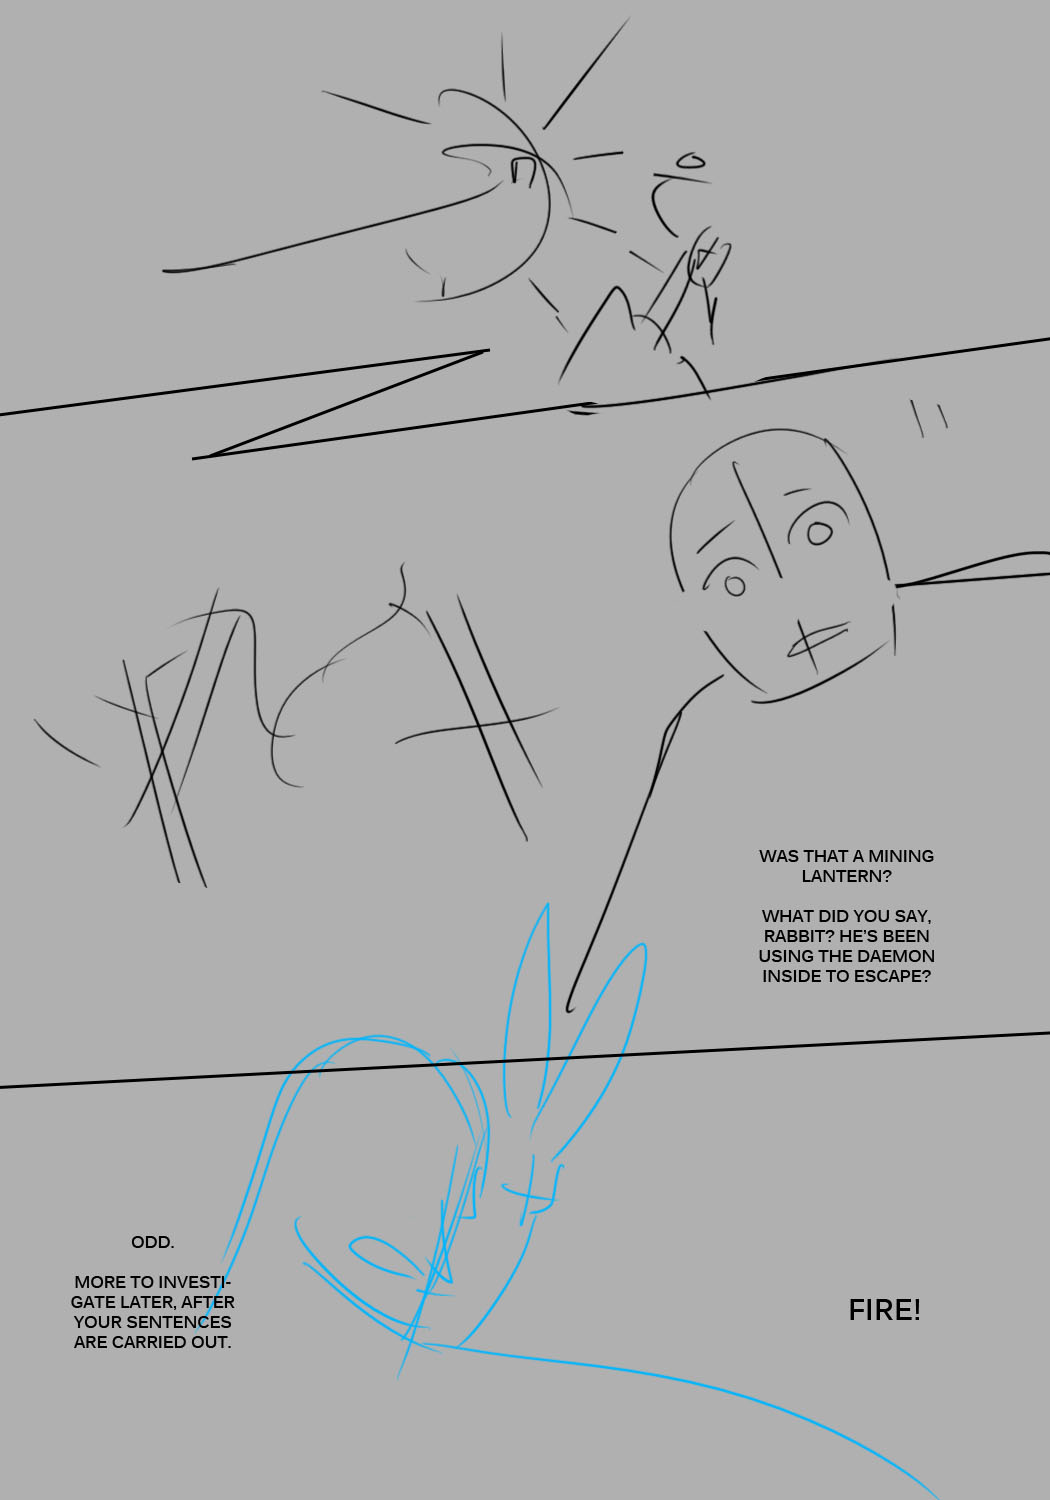 WAS THAT A MINING
LANTERN?
WHAT DID YOU SAY,
RABBIT? HE'S BEEN
USING THE DAEMON
INSIDE TO ESCAPE?
ODD.
MORE TO INVESTI-
GATE LATER, AFTER
YOUR SENTENCES
ARE CARRIED OUT.
FIRE!